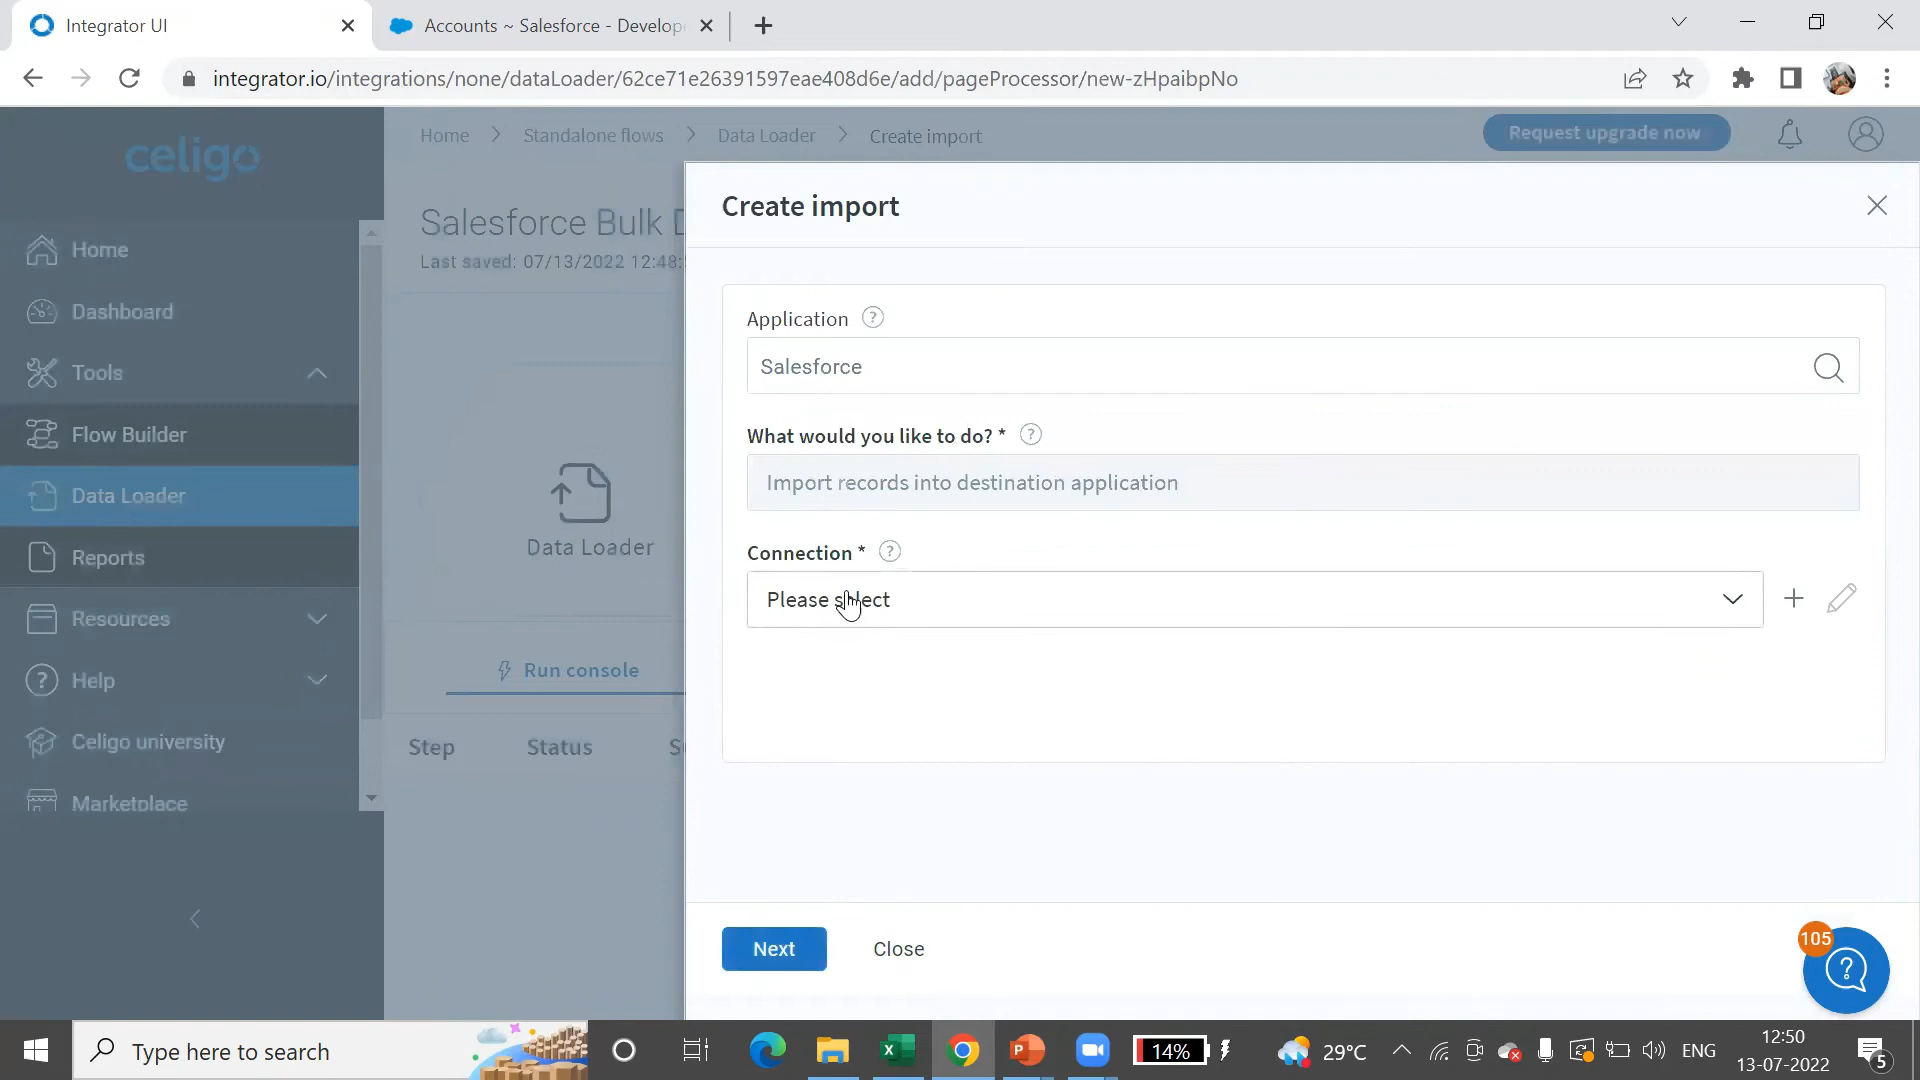 Integrator UI
Accounts ~ Salesforce - Develop
integrator.io/integrations/none/dataLoader/62ce71e26391597eae408d6e/add/pageProcessor/new-zHpaibpNo
celigo
Home
Dashboard
Tools
Flow Builder
Data Loader
Reports
Resources
Help
Celigo university
Marketplace
Home > Standalone flows > Data Loader > Create import
Request upgrade now
Salesforce Bulk D
Last saved: 07/13/2022 12:48:
Data Loader
Run console
Step Status S
Create import
Application ?
Salesforce
What would you like to do? * ?
Import records into destination application
Connection * ?
Please select
Next Close
105
?
Type here to search
14%
29°C
ENG
12:50
13-07-2022
5